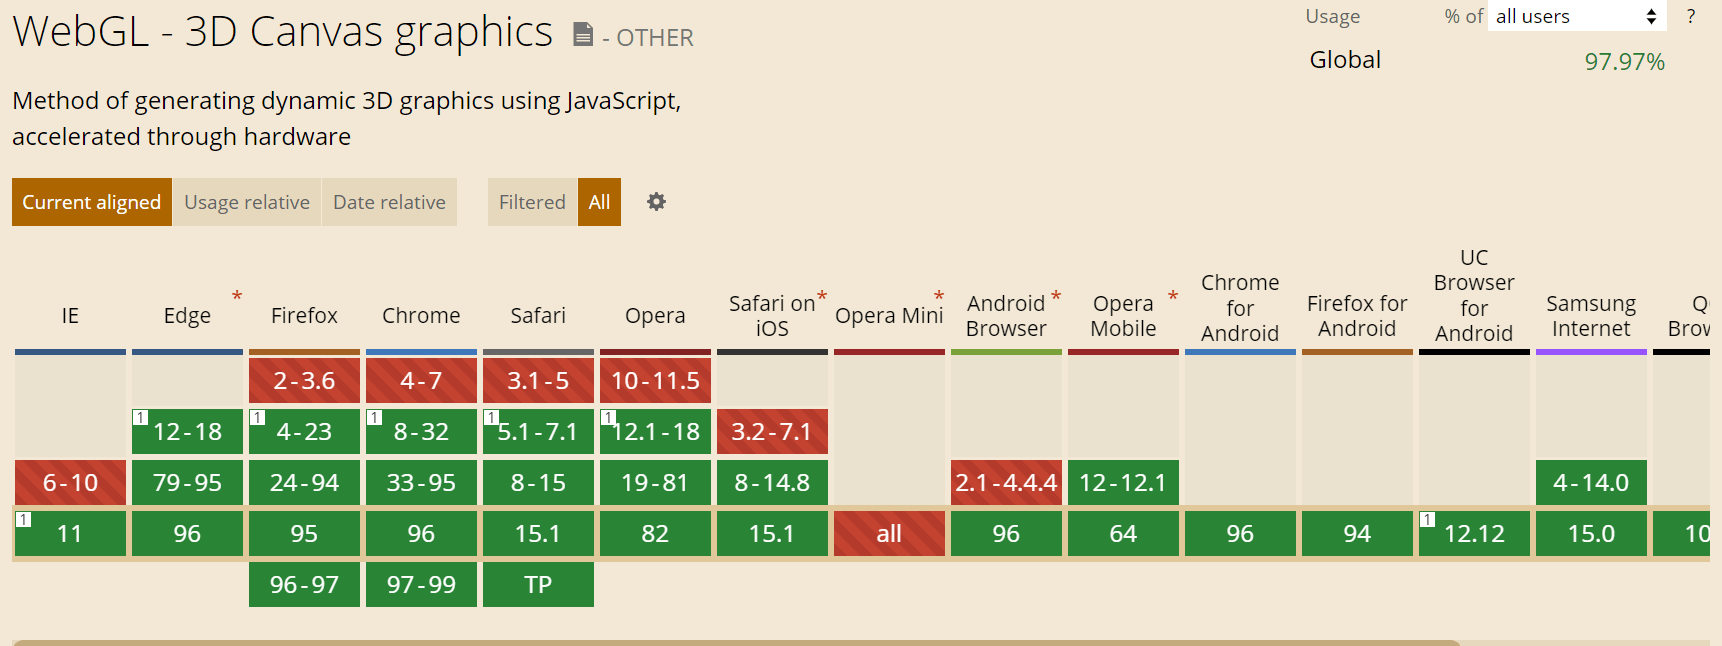 WebGL - 3D Canvas graphics - OTHER
Usage % of all users ?
Global 97.97%
Method of generating dynamic 3D graphics using JavaScript,
accelerated through hardware
Current aligned Usage relative Date relative Filtered All
IE
Edge *
Firefox
Chrome
Safari
Opera
Safari on *
iOS
Opera Mini *
Android *
Browser
Opera *
Mobile
Chrome
for
Android
Firefox for
Android
UC
Browser
for
Android
Samsung
Internet
2-3.6 4-7 3.1-5 10-11.5
1 12-18 1 4-23 1 8-32 1 5.1-7.1 1 12.1-18 3.2-7.1
6-10 79-95 24-94 33-95 8-15 19-81 8-14.8 2.1-4.4.4 12-12.1 4-14.0
1 11 96 95 96 15.1 82 15.1 all 96 64 96 94 1 12.12 15.0 10
96-97 97-99 TP